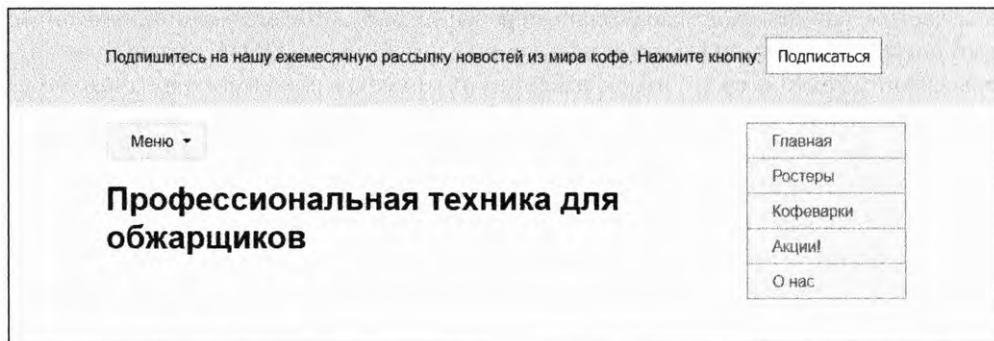 Подпишитесь на нашу ежемесячную рассылку новостей из мира кофе. Нажмите кнопку: Подписаться
Меню
Профессиональная техника для
обжарщиков
Главная
Ростеры
Кофеварки
Акции!
О нас